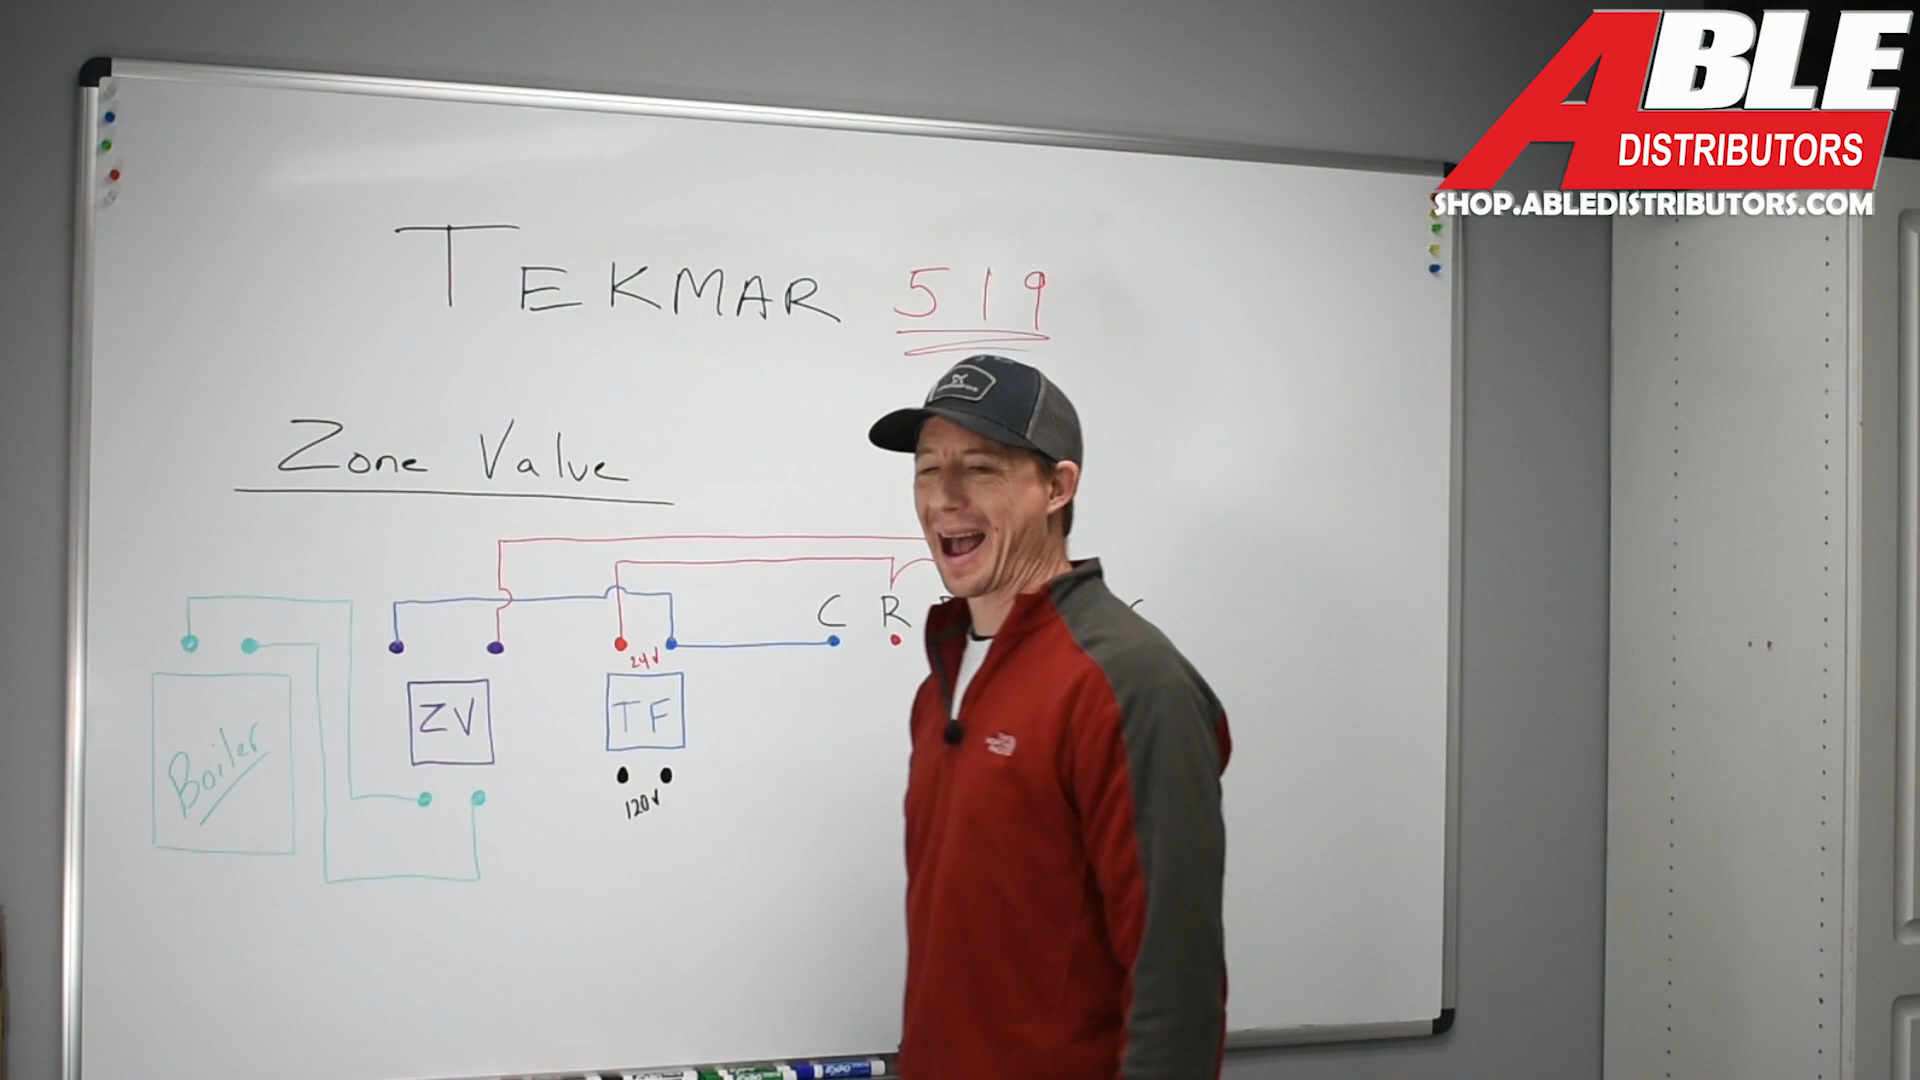 ABLE
DISTRIBUTORS
SHOP.ABLEDISTRIBUTORS.COM
TEKMAR 519
Zone Valve
C R
24V
ZV
TF
Boiler
120V